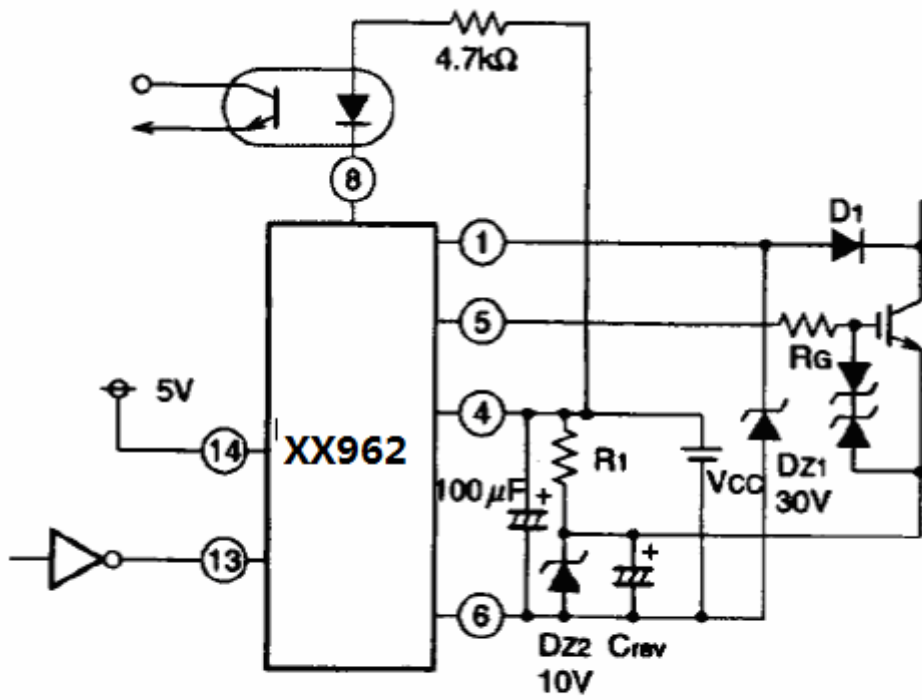 4.7kΩ
8
D1
1
5
RG
5V
4
14
XX962
R1
100μF +
VCC
DZ1
30V
13
+
6
DZ2 Crev
10V